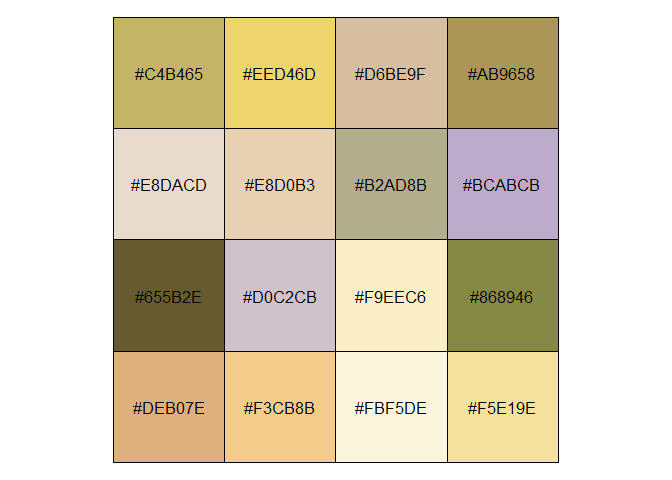 #C4B465 #EED46D #D6BE9F #AB9658
#E8DACD #E8D0B3 #B2AD8B #BCABCB
#655B2E #D0C2CB #F9EEC6 #868946
#DEB07E #F3CB8B #FBF5DE #F5E19E